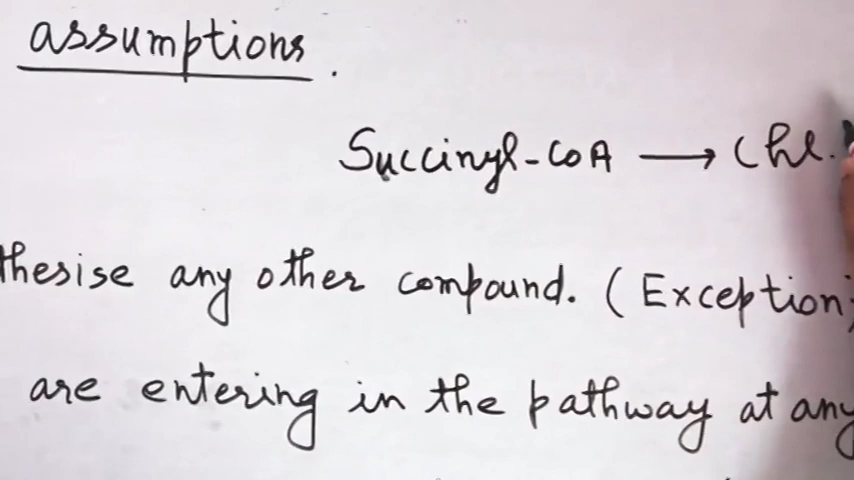 assumptions.
Succinyl-CoA → Chl.
thesise any other compound. (Exception;
are entering in the pathway at any